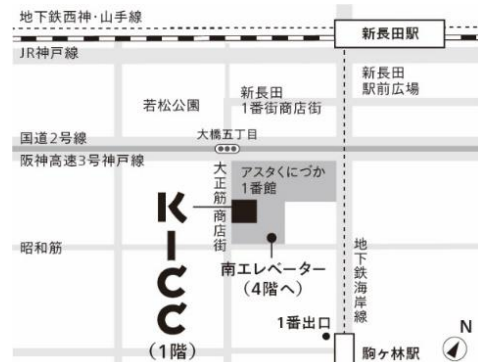 地下鉄西神・山手線
新長田駅
JR神戸線
新長田
駅前広場
新長田
1番街商店街
若松公園
大橋五丁目
国道2号線
阪神高速3号神戸線
アスタくにづか
1番館
大正筋
商店街
KICC
(1階)
昭和筋
南エレベーター
(4階へ)
地下鉄海岸線
1番出口
N
駒ヶ林駅